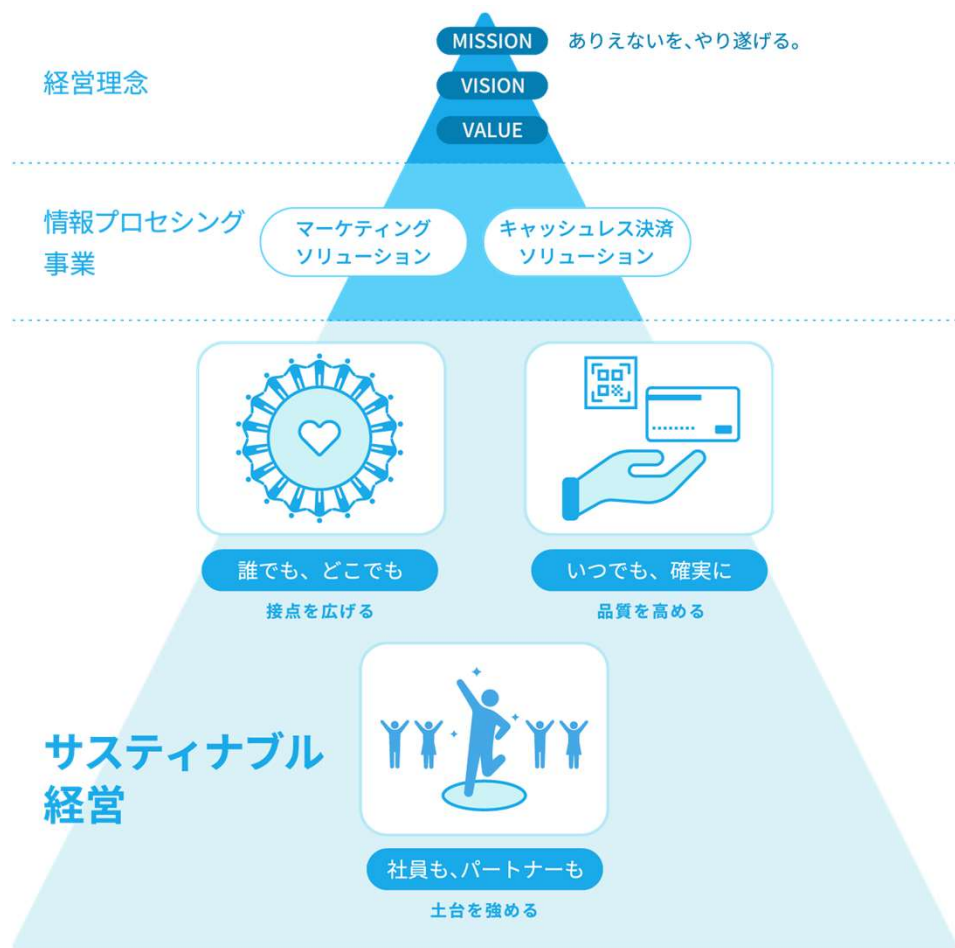 MISSION
ありえないを、やり遂げる。
経営理念
VISION
VALUE
情報プロセシング
事業
マーケティング
ソリューション
キャッシュレス決済
ソリューション
誰でも、どこでも
接点を広げる
いつでも、確実に
品質を高める
サスティナブル
経営
社員も、パートナーも
土台を強める